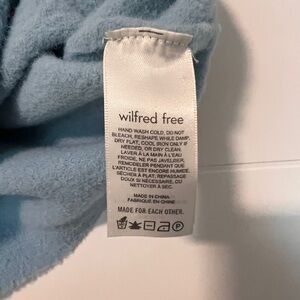 wilfred free
HAND WASH COLD, DO NOT
BLEACH, RESHAPE WHILE DAMP,
DRY FLAT, COOL IRON ONLY IF
NEEDED, OR DRY CLEAN.
LAVER À LA MAIN À L'EAU
FROIDE, NE PAS JAVELISER,
REMODELER PENDANT QUE
L'ARTICLE EST ENCORE HUMIDE,
SÉCHER À PLAT, REPASSAGE
DOUX SI NÉCESSAIRE, OU
NETTOYER À SEC.
MADE IN CHINA
FABRIQUÉ EN CHINE
MADE FOR EACH OTHER.